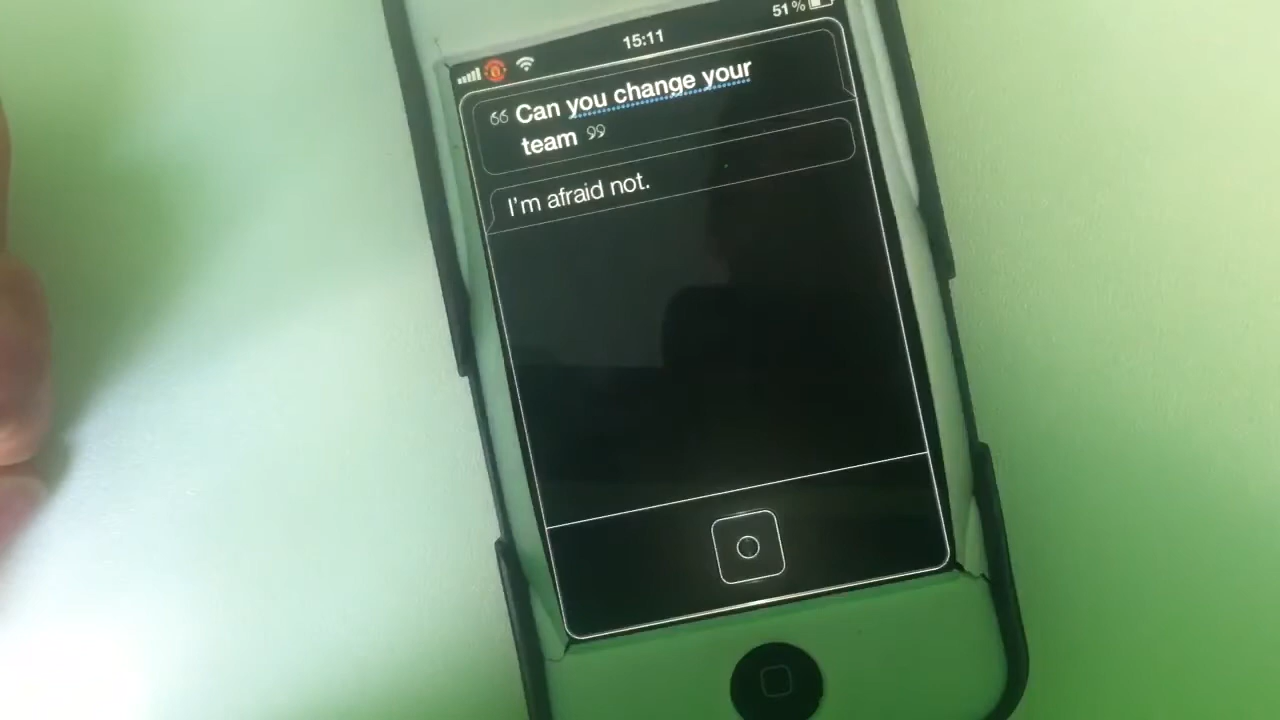 15:11
51%
“ Can you change your
team ”
I'm afraid not.